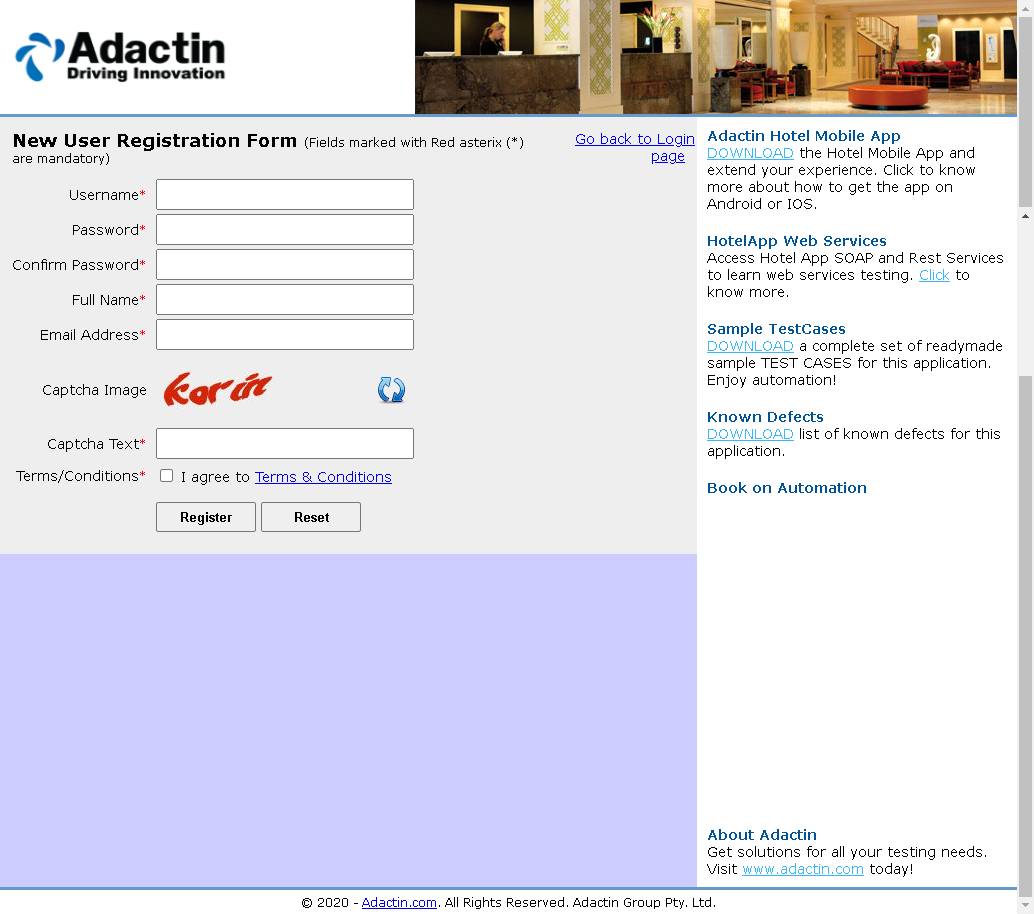 Adactin
Driving Innovation
New User Registration Form (Fields marked with Red asterix (*)
are mandatory)
Go back to Login
page
Username*
Password*
Confirm Password*
Full Name*
Email Address*
Captcha Image
korin
Captcha Text*
Terms/Conditions* I agree to Terms & Conditions
Register Reset
Adactin Hotel Mobile App
DOWNLOAD the Hotel Mobile App and
extend your experience. Click to know
more about how to get the app on
Android or IOS.
HotelApp Web Services
Access Hotel App SOAP and Rest Services
to learn web services testing. Click to
know more.
Sample TestCases
DOWNLOAD a complete set of readymade
sample TEST CASES for this application.
Enjoy automation!
Known Defects
DOWNLOAD list of known defects for this
application.
Book on Automation
About Adactin
Get solutions for all your testing needs.
Visit www.adactin.com today!
© 2020 - Adactin.com. All Rights Reserved. Adactin Group Pty. Ltd.